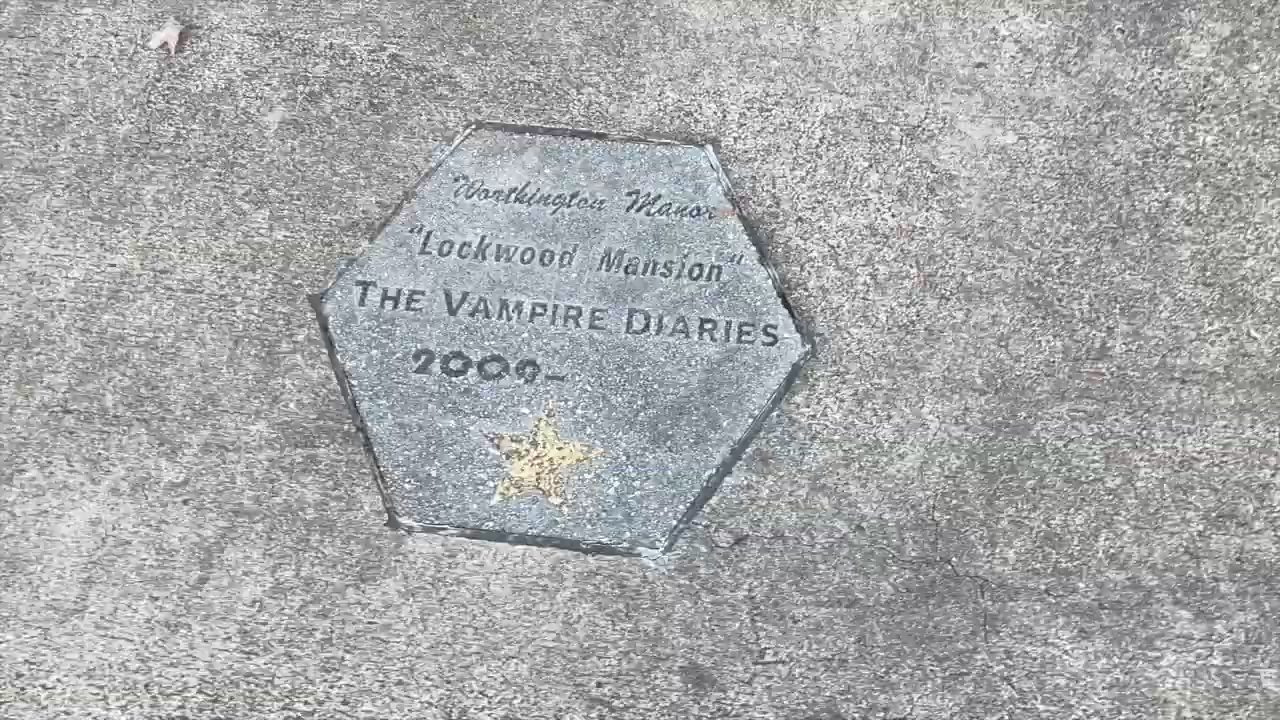 Worthington Manor
"Lockwood Mansion"
THE VAMPIRE DIARIES
2009-